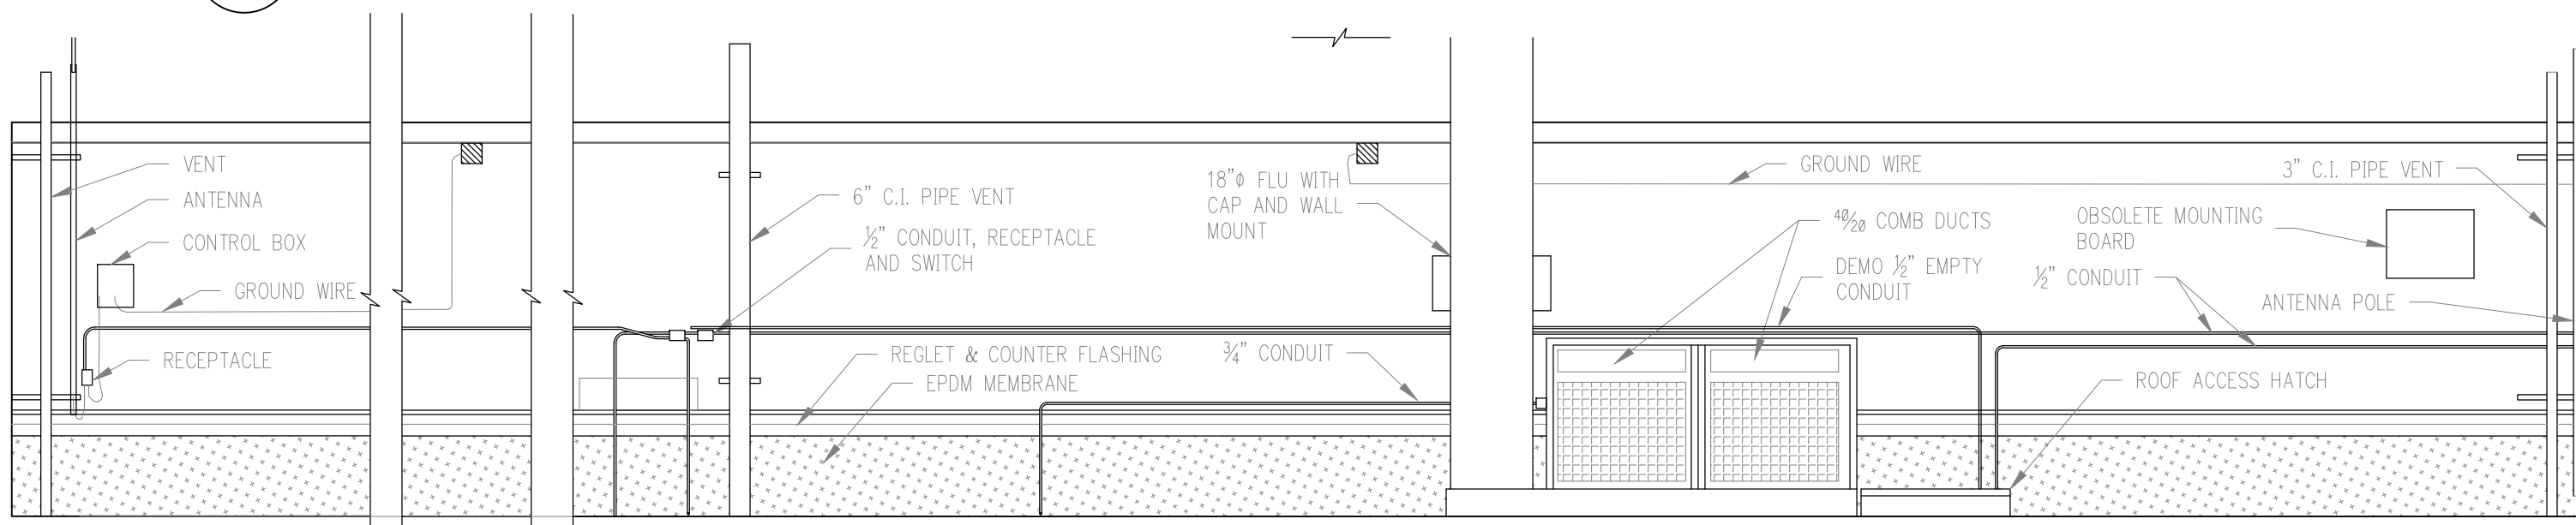 VENT
ANTENNA
CONTROL BOX
GROUND WIRE
RECEPTACLE
6" C.I. PIPE VENT
½" CONDUIT, RECEPTACLE
AND SWITCH
REGLET & COUNTER FLASHING
EPDM MEMBRANE
18"ϕ FLU WITH
CAP AND WALL
MOUNT
¾" CONDUIT
GROUND WIRE
40/20 COMB DUCTS
DEMO ½" EMPTY
CONDUIT
3" C.I. PIPE VENT
OBSOLETE MOUNTING
BOARD
½" CONDUIT
ANTENNA POLE
ROOF ACCESS HATCH